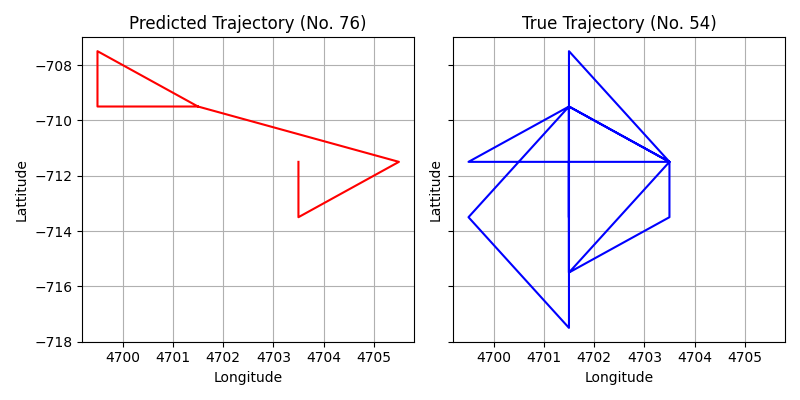 Predicted Trajectory (No. 76)
True Trajectory (No. 54)
Lattitude
−708
−710
−712
−714
−716
−718
4700 4701 4702 4703 4704 4705
Longitude
Lattitude
4700 4701 4702 4703 4704 4705
Longitude